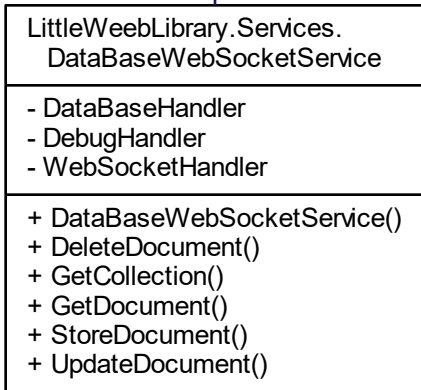 LittleWeebLibrary.Services.
DataBaseWebSocketService
- DataBaseHandler
- DebugHandler
- WebSocketHandler
+ DataBaseWebSocketService()
+ DeleteDocument()
+ GetCollection()
+ GetDocument()
+ StoreDocument()
+ UpdateDocument()